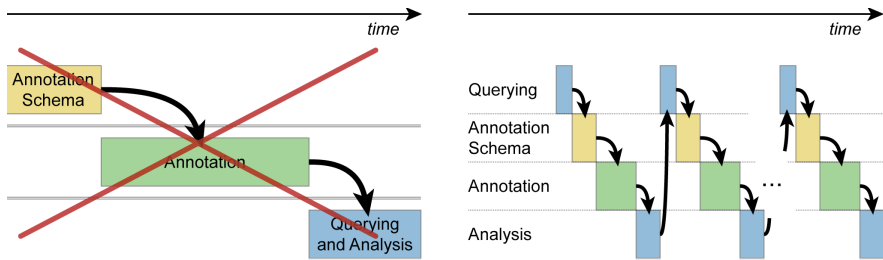 time
Annotation
Schema
Annotation
Querying
and Analysis
time
Querying
Annotation
Schema
Annotation
...
Analysis